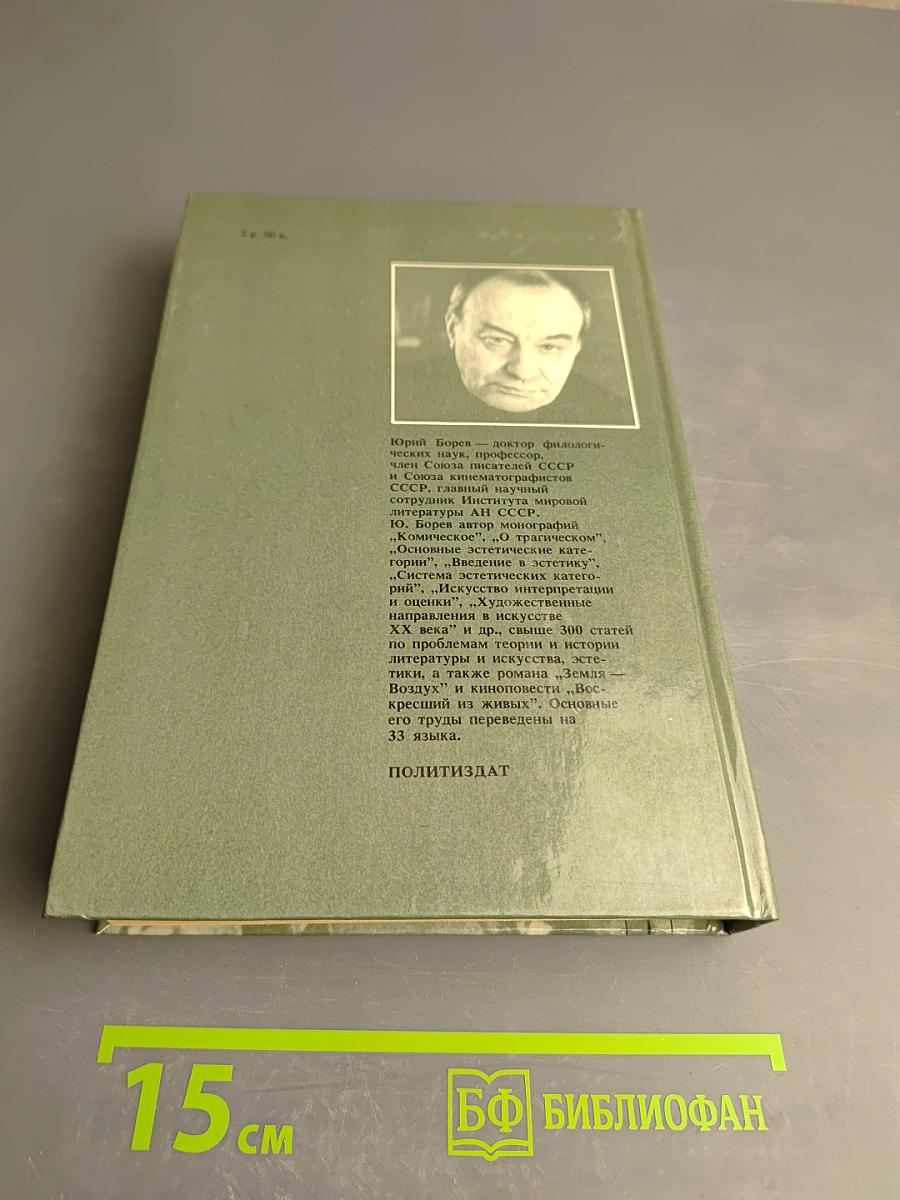 Юрий Борев — доктор филологи-
ческих наук, профессор,
член Союза писателей СССР
и Союза кинематографистов
СССР, главный научный
сотрудник Института мировой
литературы АН СССР.
Ю. Борев автор монографий
„Комическое”, „О трагическом”,
„Основные эстетические кате-
гории”, „Введение в эстетику”,
„Система эстетических катего-
рий”, „Искусство интерпретации
и оценки”, „Художественные
направления в искусстве
XX века” и др., свыше 300 статей
по проблемам теории и истории
литературы и искусства, эсте-
тики, а также романа „Земля —
Воздух” и киноповести „Вос-
кресший из живых”. Основные
его труды переведены на
33 языка.
ПОЛИТИЗДАТ
15 см
БФ БИБЛИОФАН